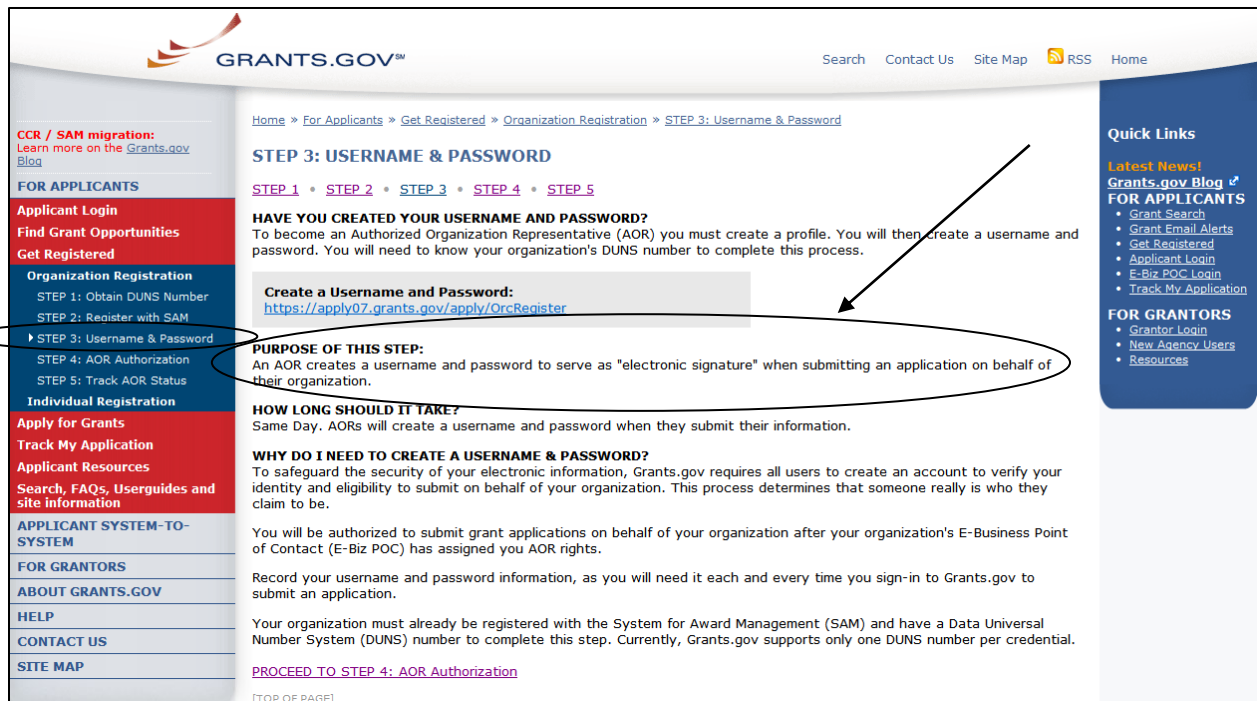 GRANTS.GOV℠
Search Contact Us Site Map RSS Home
CCR / SAM migration:
Learn more on the Grants.gov
Blog
FOR APPLICANTS
Applicant Login
Find Grant Opportunities
Get Registered
Organization Registration
STEP 1: Obtain DUNS Number
STEP 2: Register with SAM
STEP 3: Username & Password
STEP 4: AOR Authorization
STEP 5: Track AOR Status
Individual Registration
Apply for Grants
Track My Application
Applicant Resources
Search, FAQs, Userguides and
site information
APPLICANT SYSTEM-TO-
SYSTEM
FOR GRANTORS
ABOUT GRANTS.GOV
HELP
CONTACT US
SITE MAP
Home » For Applicants » Get Registered » Organization Registration » STEP 3: Username & Password
STEP 3: USERNAME & PASSWORD
STEP 1 • STEP 2 • STEP 3 • STEP 4 • STEP 5
HAVE YOU CREATED YOUR USERNAME AND PASSWORD?
To become an Authorized Organization Representative (AOR) you must create a profile. You will then create a username and
password. You will need to know your organization's DUNS number to complete this process.
Create a Username and Password:
https://apply07.grants.gov/apply/OrcRegister
PURPOSE OF THIS STEP:
An AOR creates a username and password to serve as "electronic signature" when submitting an application on behalf of
their organization.
HOW LONG SHOULD IT TAKE?
Same Day. AORs will create a username and password when they submit their information.
WHY DO I NEED TO CREATE A USERNAME & PASSWORD?
To safeguard the security of your electronic information, Grants.gov requires all users to create an account to verify your
identity and eligibility to submit on behalf of your organization. This process determines that someone really is who they
claim to be.
You will be authorized to submit grant applications on behalf of your organization after your organization's E-Business Point
of Contact (E-Biz POC) has assigned you AOR rights.
Record your username and password information, as you will need it each and every time you sign-in to Grants.gov to
submit an application.
Your organization must already be registered with the System for Award Management (SAM) and have a Data Universal
Number System (DUNS) number to complete this step. Currently, Grants.gov supports only one DUNS number per credential.
PROCEED TO STEP 4: AOR Authorization
[TOP OF PAGE]
Quick Links
Latest News!
Grants.gov Blog
FOR APPLICANTS
• Grant Search
• Grant Email Alerts
• Get Registered
• Applicant Login
• E-Biz POC Login
• Track My Application
FOR GRANTORS
• Grantor Login
• New Agency Users
• Resources